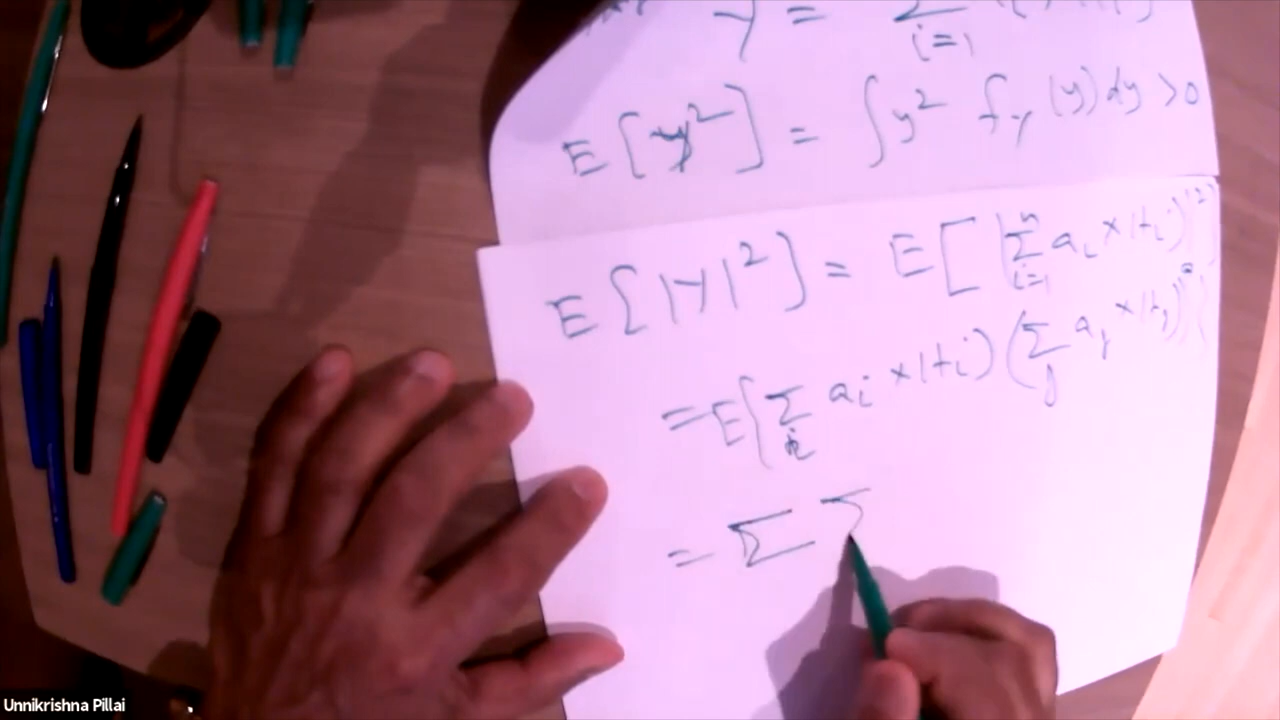 y = Σ i=1
E[y²] = ∫ y² f_y (y) dy > 0
E{|Y|²} = E[|Σ_{i=1}^{n} a_i x(t_i)|²]
= E{Σ_i a_i x(t_i)) (Σ_j a_j x(t_j))*}
= Σ Σ
Unnikrishna Pillai